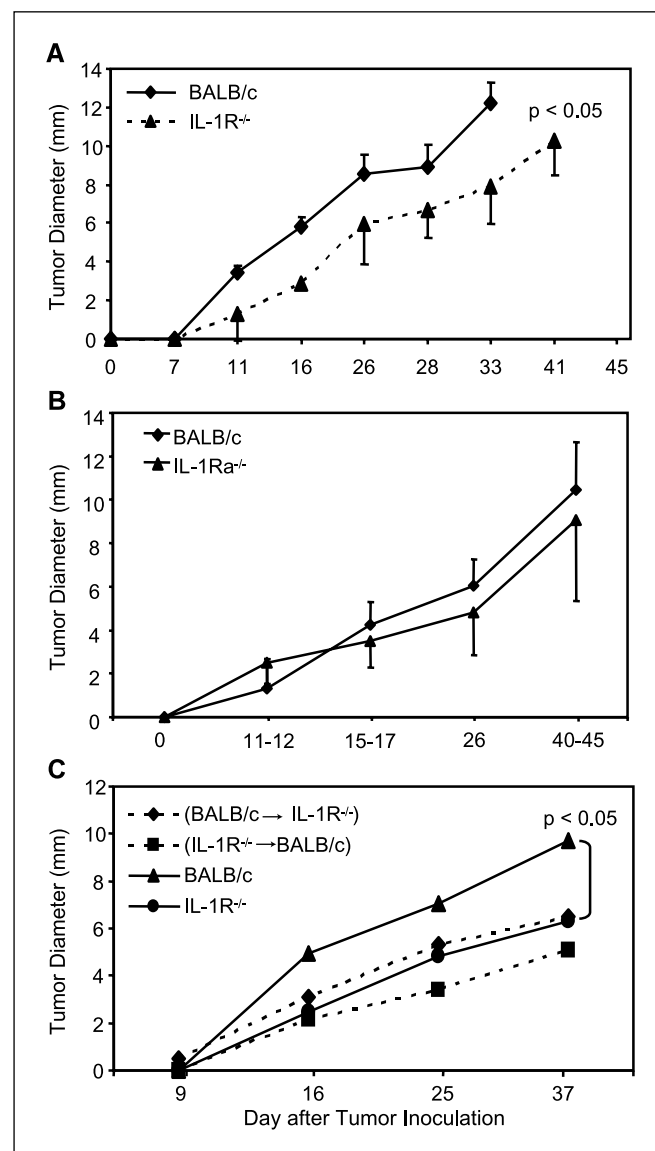 A
14
12
10
8
6
4
2
0
Tumor Diameter (mm)
BALB/c
IL-1R-/-
p < 0.05
0 7 11 16 26 28 33 41 45
B
14
12
10
8
6
4
2
0
Tumor Diameter (mm)
BALB/c
IL-1Ra-/-
0 11-12 15-17 26 40-45
C
12
10
8
6
4
2
0
Tumor Diameter (mm)
(BALB/c → IL-1R-/-)
(IL-1R-/- →BALB/c)
BALB/c
IL-1R-/-
p < 0.05
9 16 25 37
Day after Tumor Inoculation